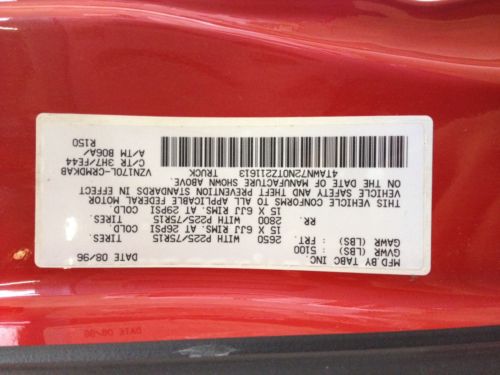 MFD BY TABC INC. DATE 08/96
GVWR (LBS) 5100
GAWR (LBS): FRT: 2650 WITH P225/75R15 TIRES
15 X 6JJ RIMS AT 26PSI COLD.
RR. 2800 WITH P225/75R15 TIRES
15 X 6JJ RIMS AT 29PSI COLD.
THIS VEHICLE CONFORMS TO ALL APPLICABLE FEDERAL MOTOR
VEHICLE SAFETY AND THEFT PREVENTION STANDARDS IN EFFECT
ON THE DATE OF MANUFACTURE SHOWN ABOVE.
4TAWM72N0TZ211613 TRUCK
VZN170L-CRMDKAB
C/TR 3H7/FE44
A/TM B06A/
R150